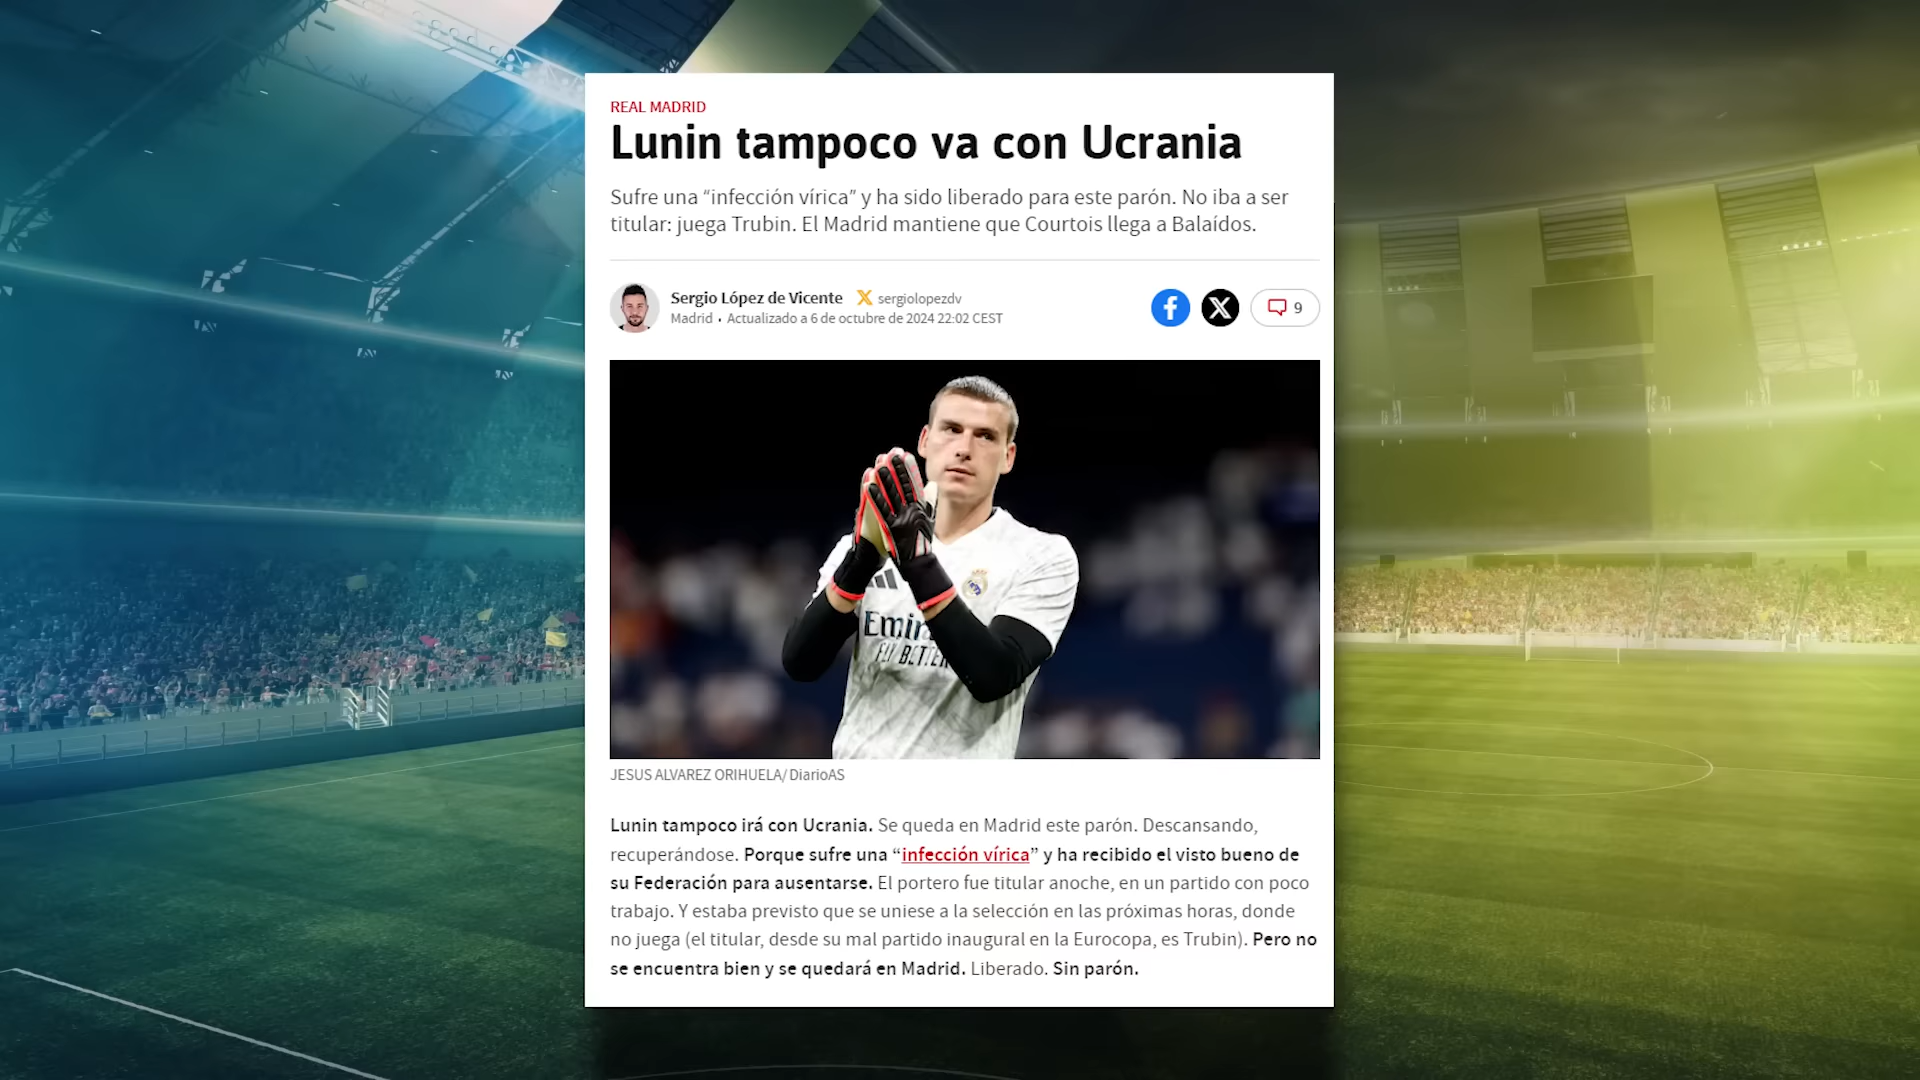 REAL MADRID
Lunin tampoco va con Ucrania
Sufre una “infección vírica” y ha sido liberado para este parón. No iba a ser
titular: juega Trubin. El Madrid mantiene que Courtois llega a Balaídos.
Sergio López de Vicente sergiolopezdv
Madrid • Actualizado a 6 de octubre de 2024 22:02 CEST
9
Emir
FLY BETTER
JESUS ALVAREZ ORIHUELA/ DiarioAS
Lunin tampoco irá con Ucrania. Se queda en Madrid este parón. Descansando,
recuperándose. Porque sufre una “infección vírica” y ha recibido el visto bueno de
su Federación para ausentarse. El portero fue titular anoche, en un partido con poco
trabajo. Y estaba previsto que se uniese a la selección en las próximas horas, donde
no juega (el titular, desde su mal partido inaugural en la Eurocopa, es Trubin). Pero no
se encuentra bien y se quedará en Madrid. Liberado. Sin parón.